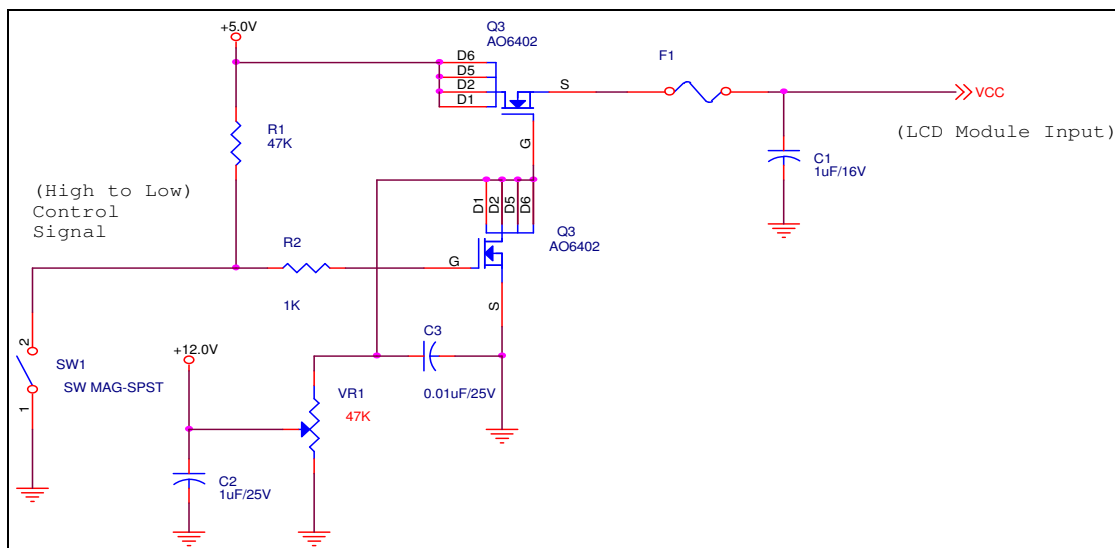 +5.0V
Q3
AO6402
D6
D5
D2
D1
S
G
F1
VCC
(LCD Module Input)
C1
1uF/16V
R1
47K
(High to Low)
Control
Signal
R2
1K
G
D1
D2
D5
D6
Q3
AO6402
S
C3
0.01uF/25V
2
SW1
SW MAG-SPST
1
+12.0V
VR1
47K
C2
1uF/25V